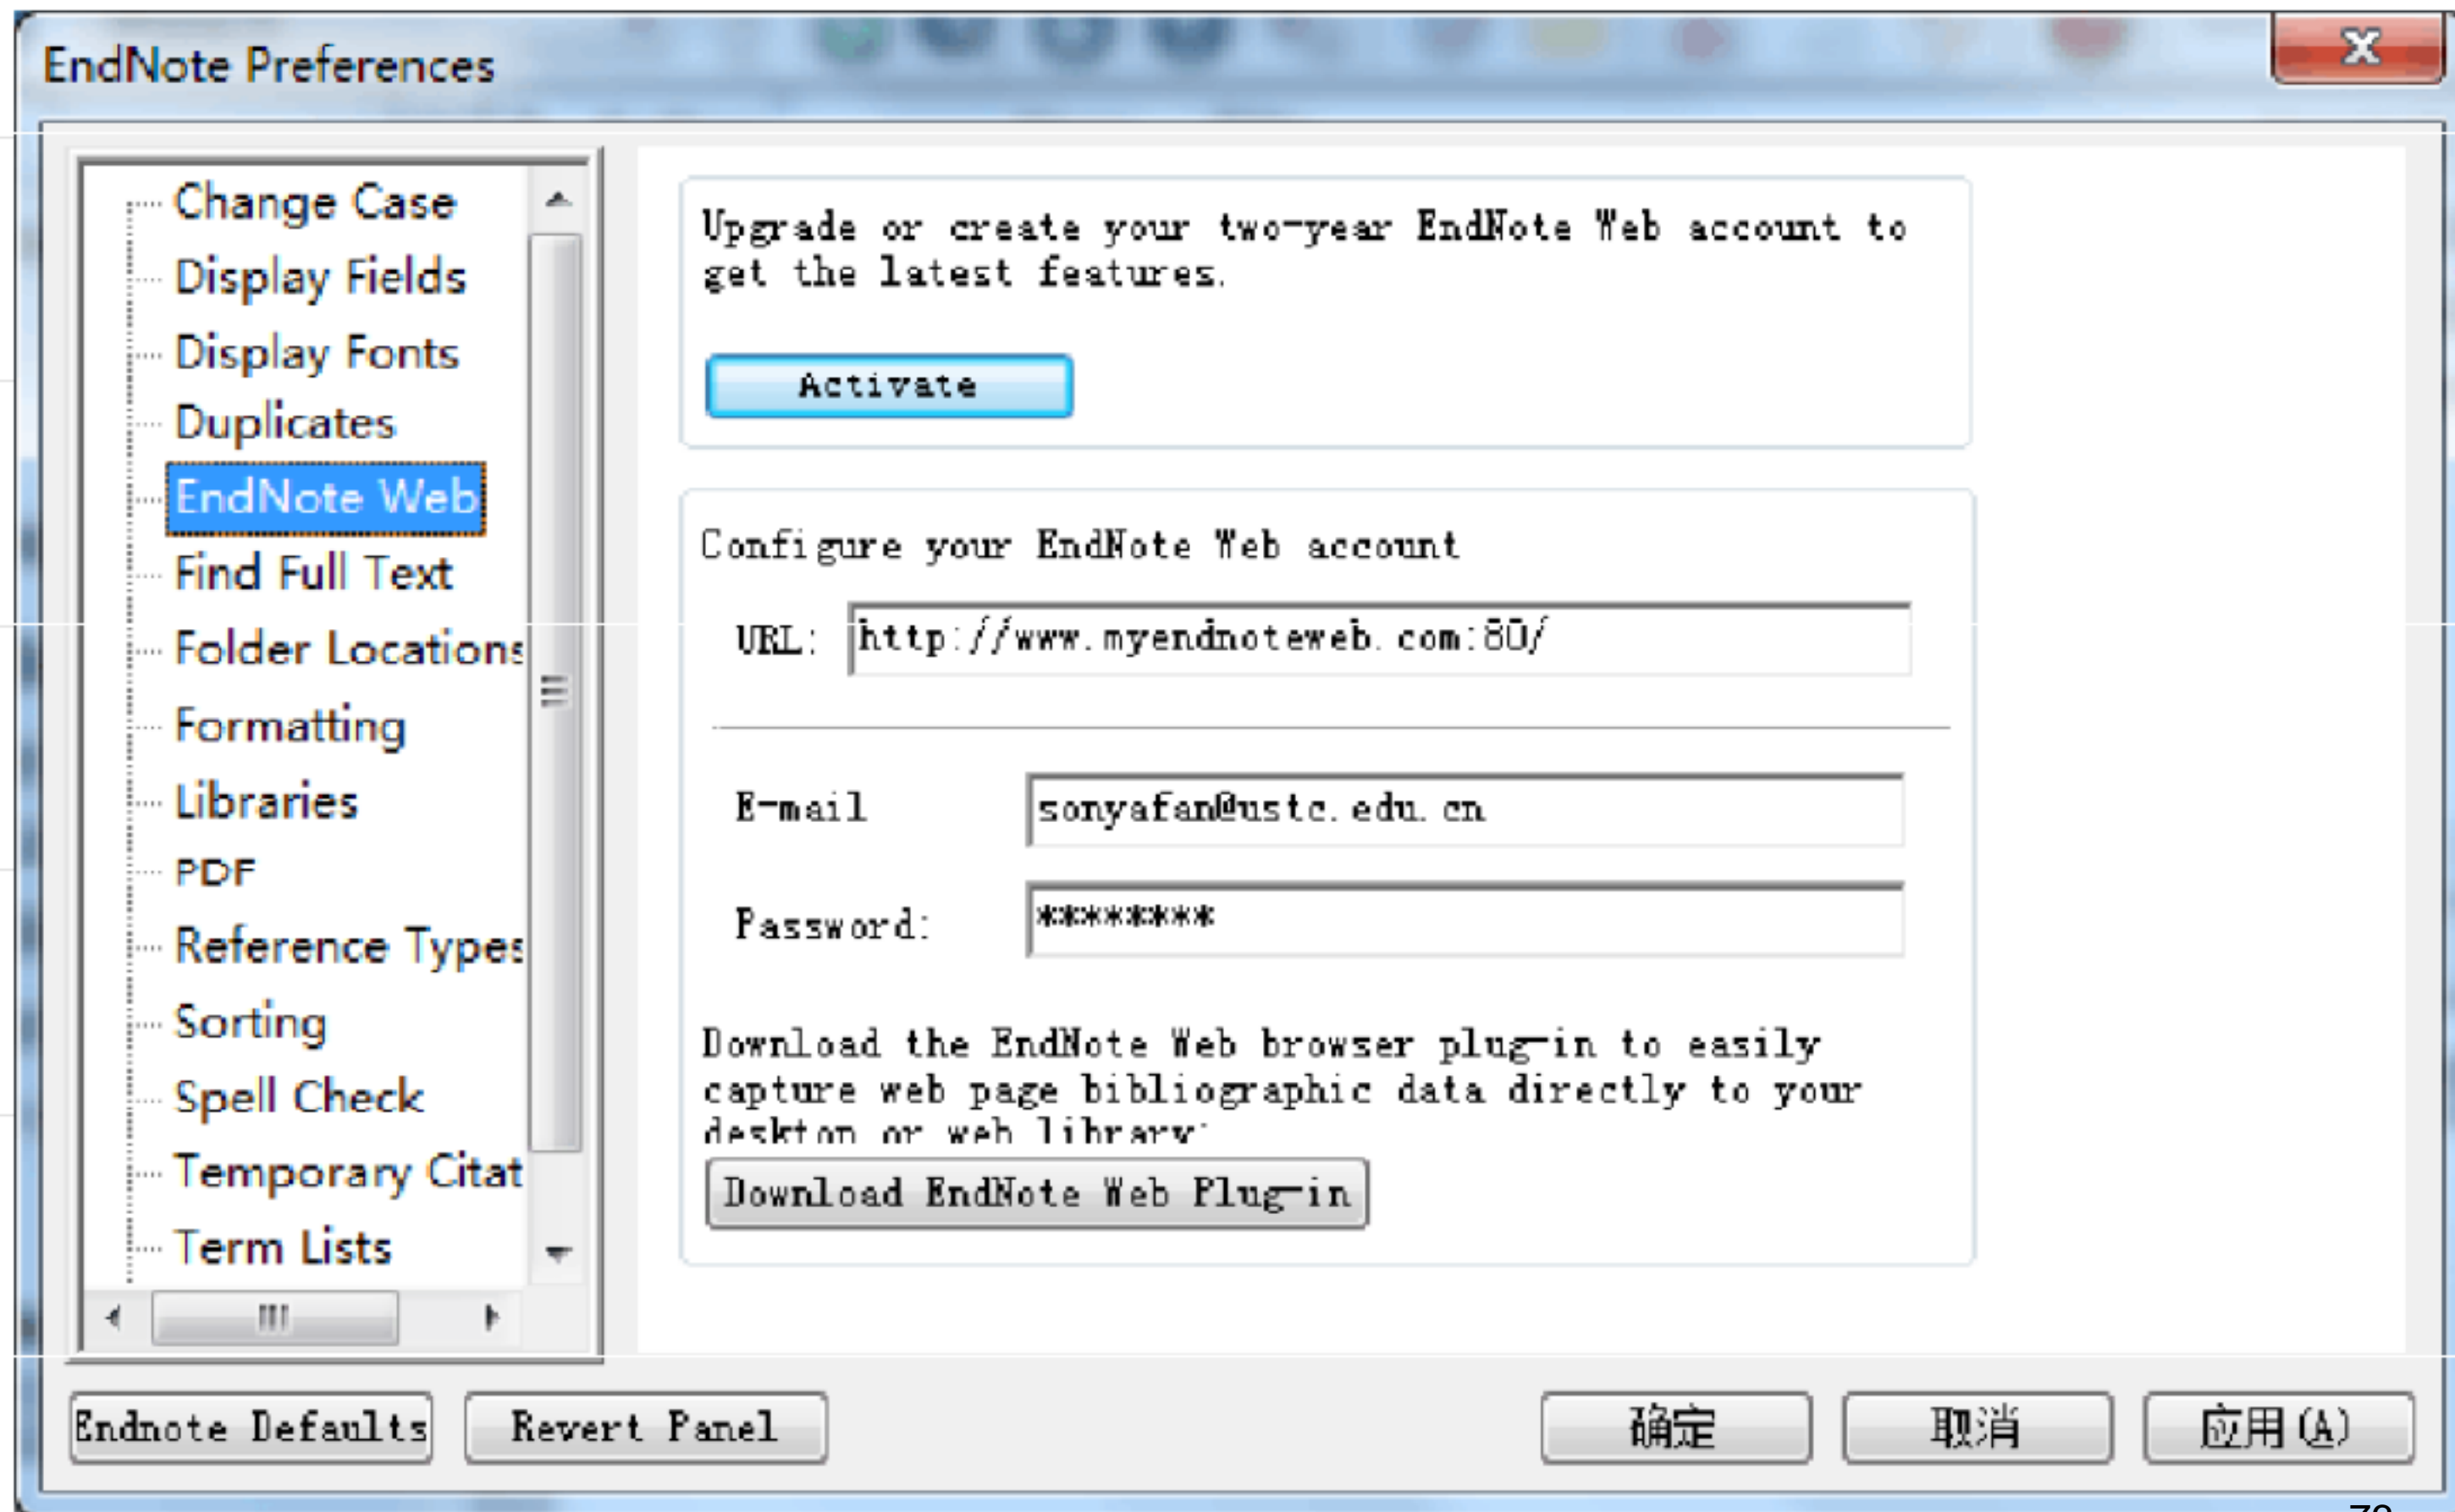 EndNote Preferences
Change Case
Display Fields
Display Fonts
Duplicates
EndNote Web
Find Full Text
Folder Locations
Formatting
Libraries
PDF
Reference Types
Sorting
Spell Check
Temporary Citat
Term Lists
Upgrade or create your two-year EndNote Web account to
get the latest features.
Activate
Configure your EndNote Web account
URL: http://www.myendnoteweb.com:80/
E-mail sonyafan@ustc.edu.cn
Password: ********
Download the EndNote Web browser plug-in to easily
capture web page bibliographic data directly to your
desktop or web library:
Download EndNote Web Plug-in
Endnote Defaults Revert Panel 确定 取消 应用(A)